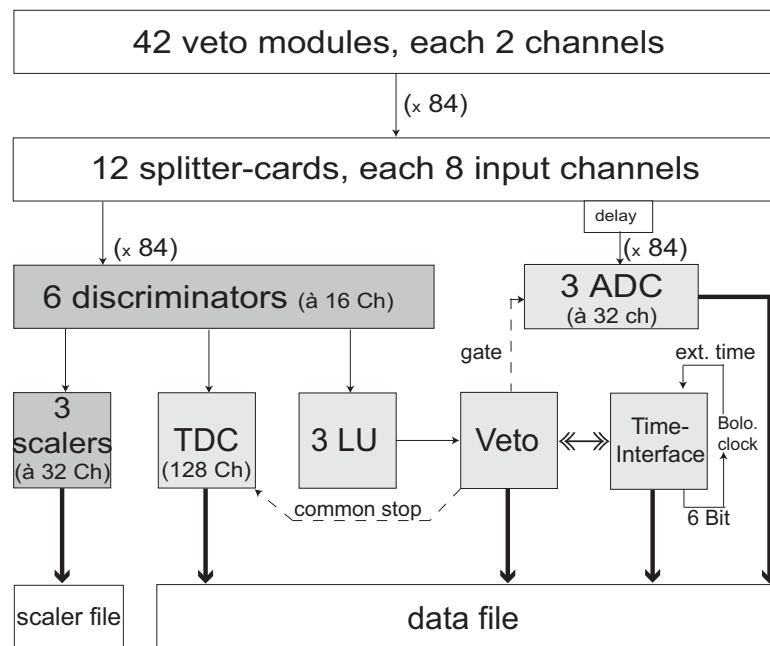 42 veto modules, each 2 channels
(x 84)
12 splitter-cards, each 8 input channels
delay
(x 84)
(x 84)
6 discriminators (à 16 Ch)
3 ADC
(à 32 ch)
gate
ext. time
3
scalers
(à 32 Ch)
TDC
(128 Ch)
3 LU
Veto
Time-
Interface
Bolo.
clock
common stop
6 Bit
scaler file
data file